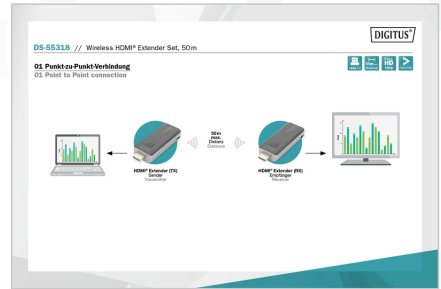 DIGITUS®
DS-55318 // Wireless HDMI® Extender Set, 50m
01 Punkt-zu-Punkt-Verbindung
01 Point to Point connection
50m
max.
Distanz
Distance
HDMI® Extender (TX)
Sender
Transmitter
HDMI® Extender (RX)
Empfänger
Receiver